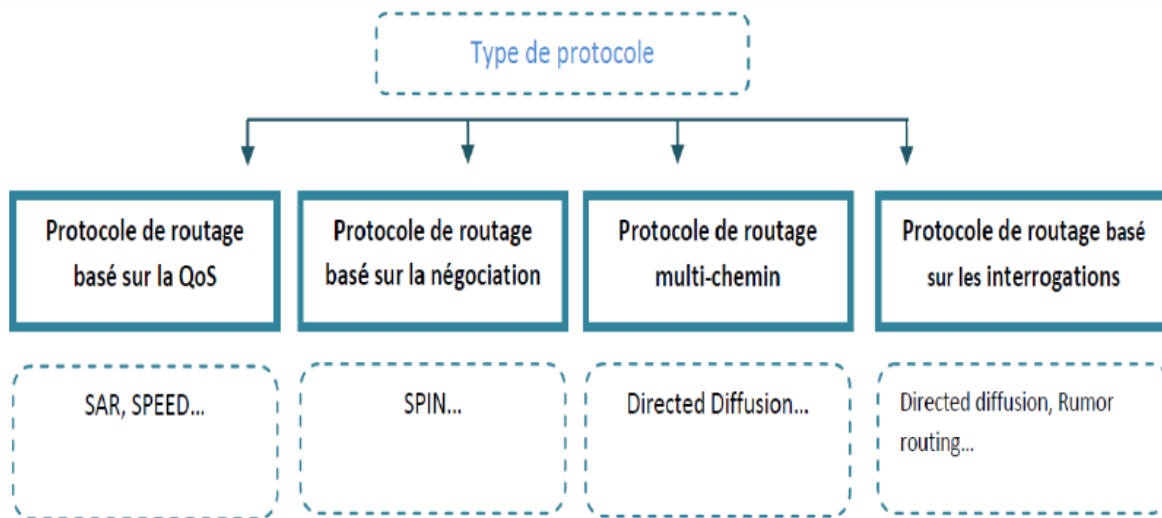 Type de protocole
Protocole de routage
basé sur la QoS
Protocole de routage
basé sur la négociation
Protocole de routage
multi-chemin
Protocole de routage basé
sur les interrogations
SAR, SPEED...
SPIN...
Directed Diffusion...
Directed diffusion, Rumor
routing...